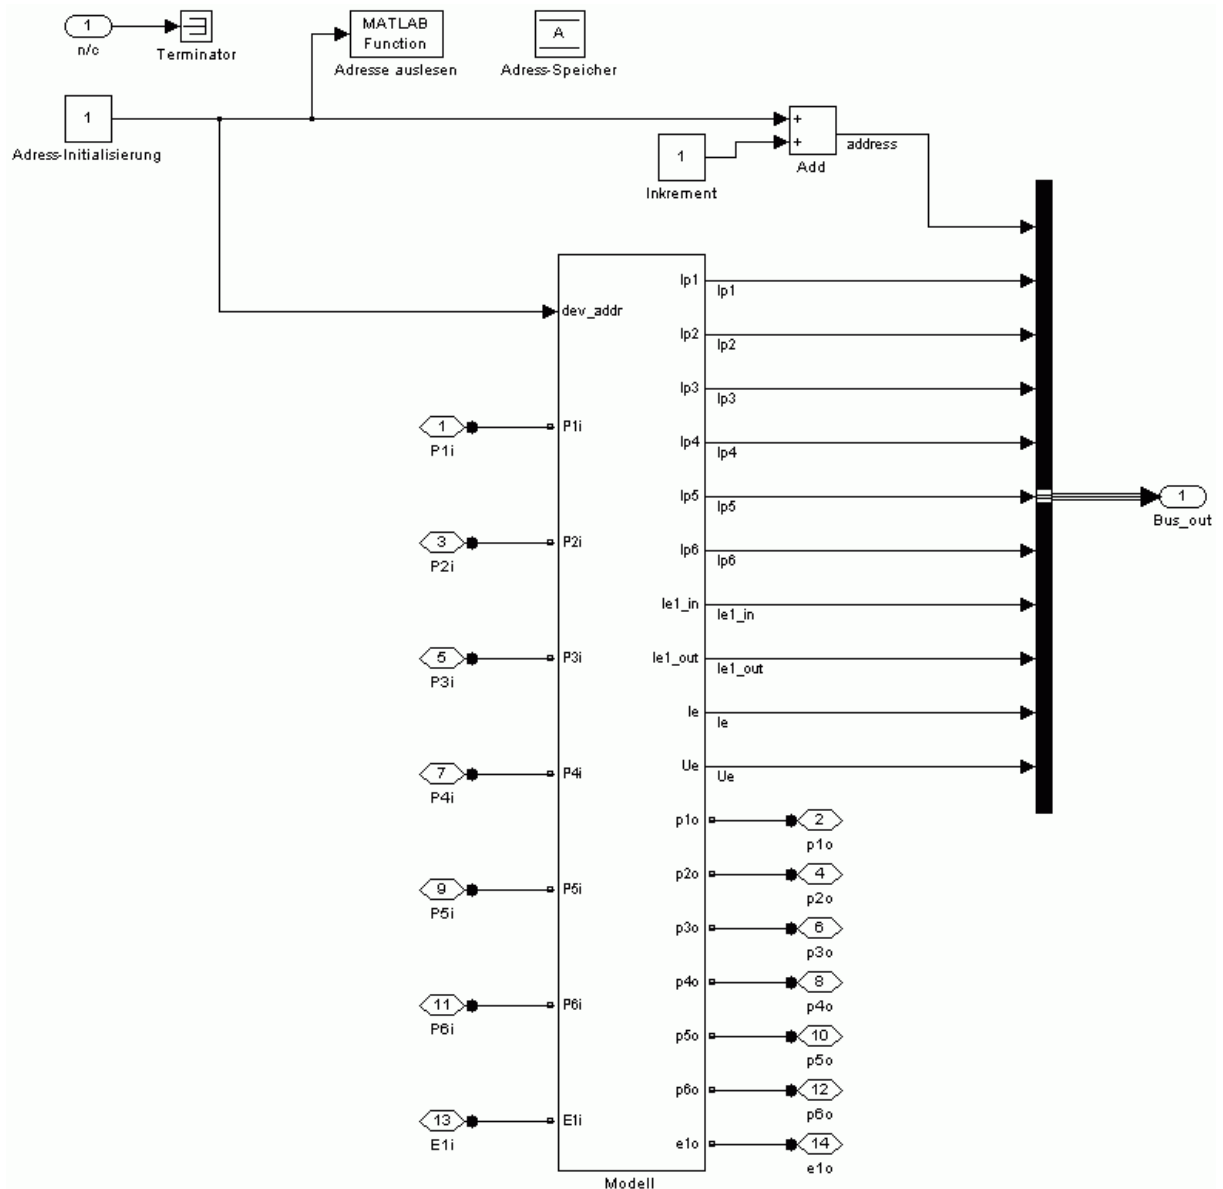 1
n/c
Terminator
MATLAB
Function
Adresse auslesen
A
Adress-Speicher
1
Adress-Initialisierung
1
Inkrement
+
+
Add
address
dev_addr
Ip1
Ip1
Ip2
Ip2
Ip3
Ip3
1
P1i
P1i
Ip4
Ip4
Ip5
Ip5
1
Bus_out
3
P2i
P2i
Ip6
Ip6
Ie1_in
Ie1_in
5
P3i
P3i
Ie1_out
Ie1_out
Ie
Ie
7
P4i
P4i
Ue
Ue
p1o
2
p1o
9
P5i
P5i
p2o
4
p2o
p3o
6
p3o
11
P6i
P6i
p4o
8
p4o
p5o
10
p5o
p6o
12
p6o
13
E1i
E1i
e1o
14
e1o
Modell